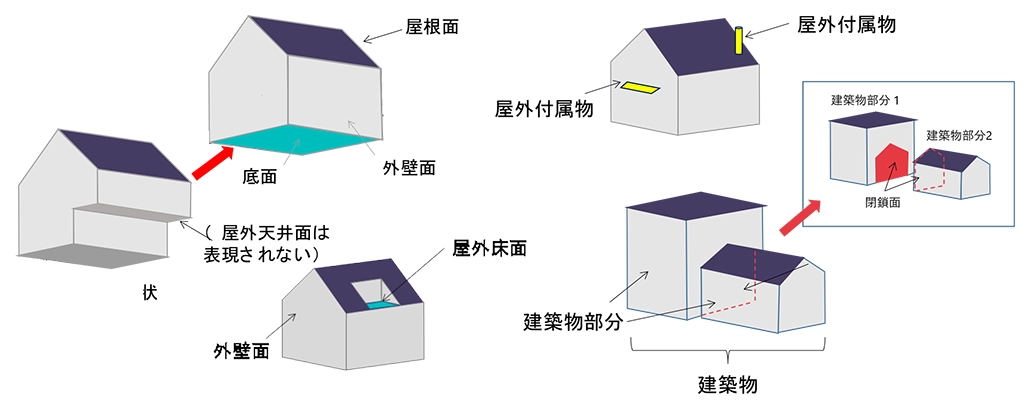 屋根面
底面
外壁面
( 屋外天井面は
表現されない)
状
屋外床面
外壁面
屋外付属物
屋外付属物
建築物部分 1
建築物部分2
閉鎖面
建築物部分
建築物